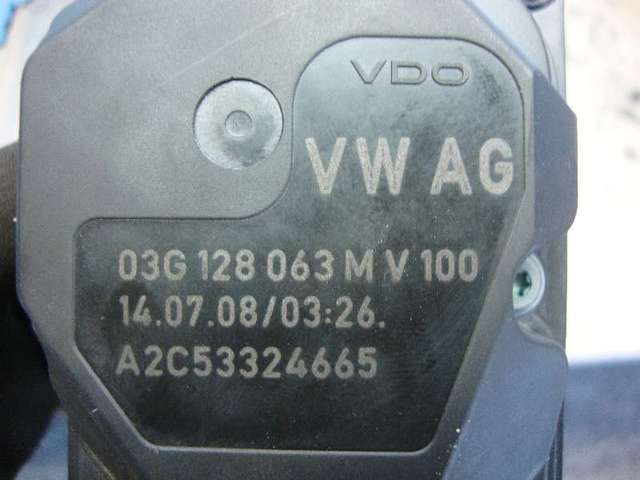 VDO
VW AG
03G 128 063 M V 100
14.07.08/03:26.
A2C53324665